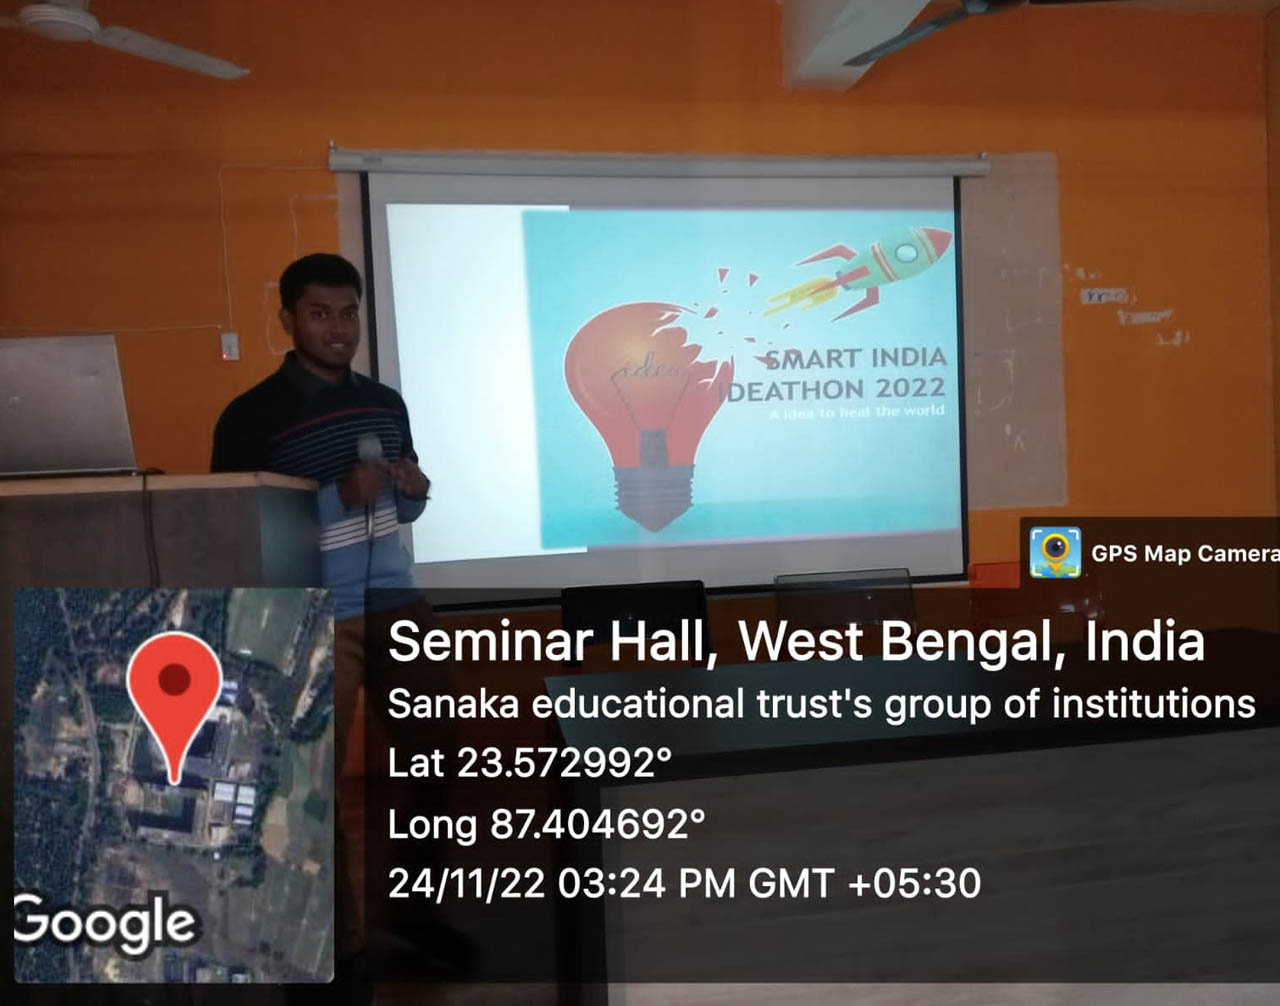 idea
SMART INDIA
IDEATHON 2022
A idea to heal the world
GPS Map Camera
Seminar Hall, West Bengal, India
Sanaka educational trust's group of institutions
Lat 23.572992°
Long 87.404692°
24/11/22 03:24 PM GMT +05:30
Google